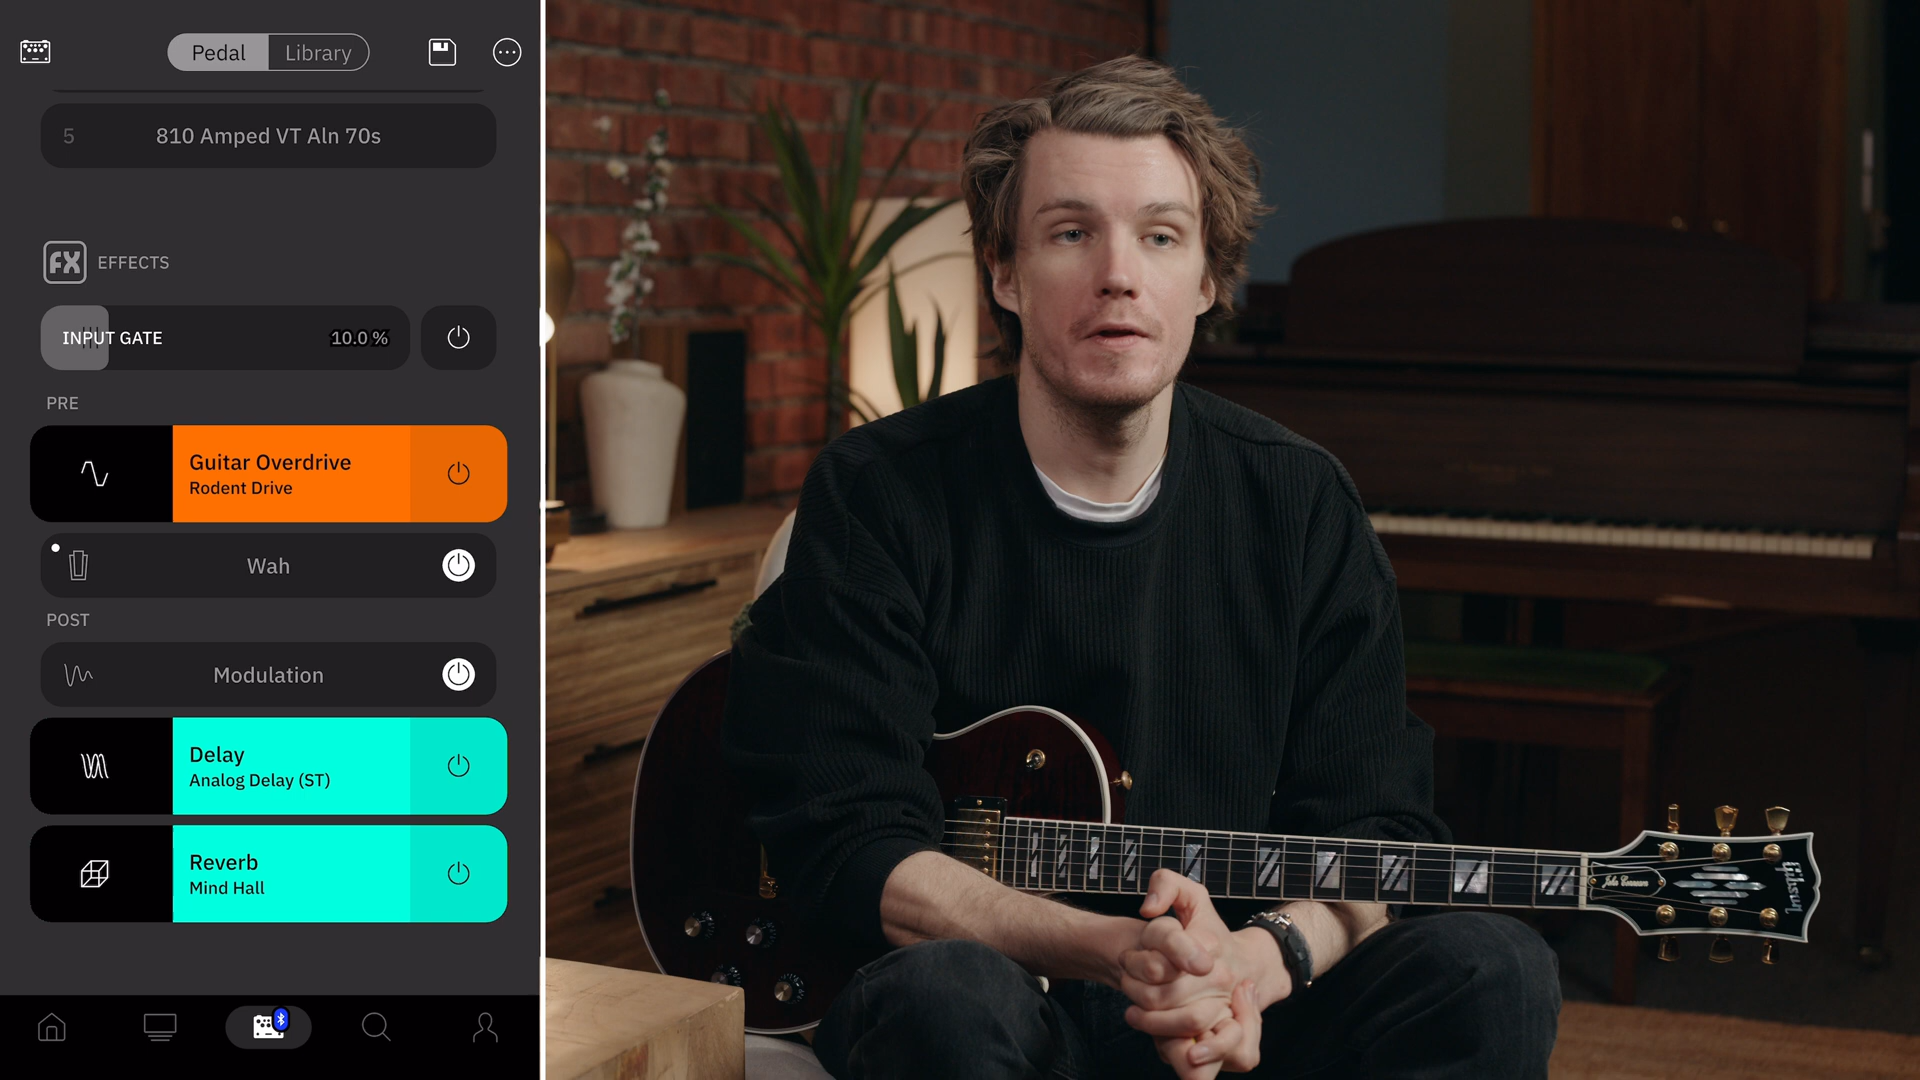 Pedal
Library
5
810 Amped VT Aln 70s
FX
EFFECTS
INPUT GATE
10.0 %
PRE
Guitar Overdrive
Rodent Drive
Wah
POST
Modulation
Delay
Analog Delay (ST)
Reverb
Mind Hall
Gibson